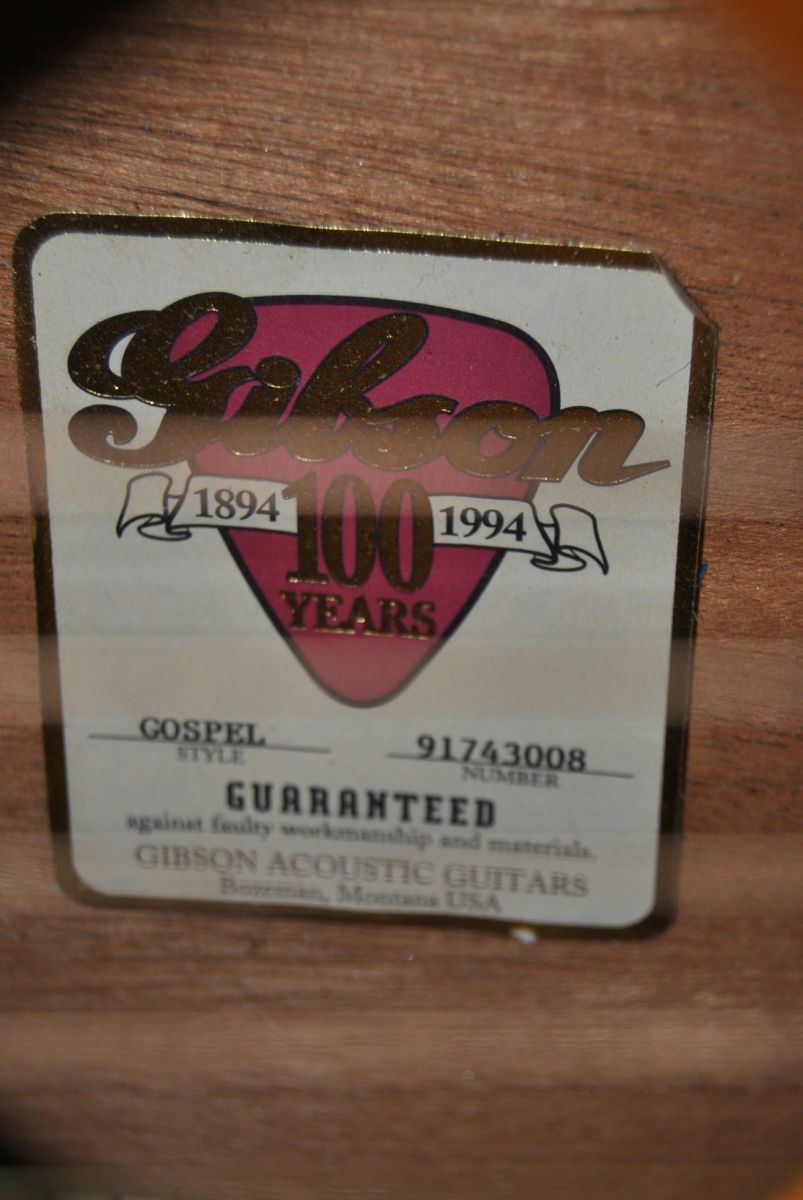 Gibson
1894 100 1994
YEARS
GOSPEL 91743008
STYLE NUMBER
GUARANTEED
against faulty workmanship and materials.
GIBSON ACOUSTIC GUITARS
Bozeman, Montana USA